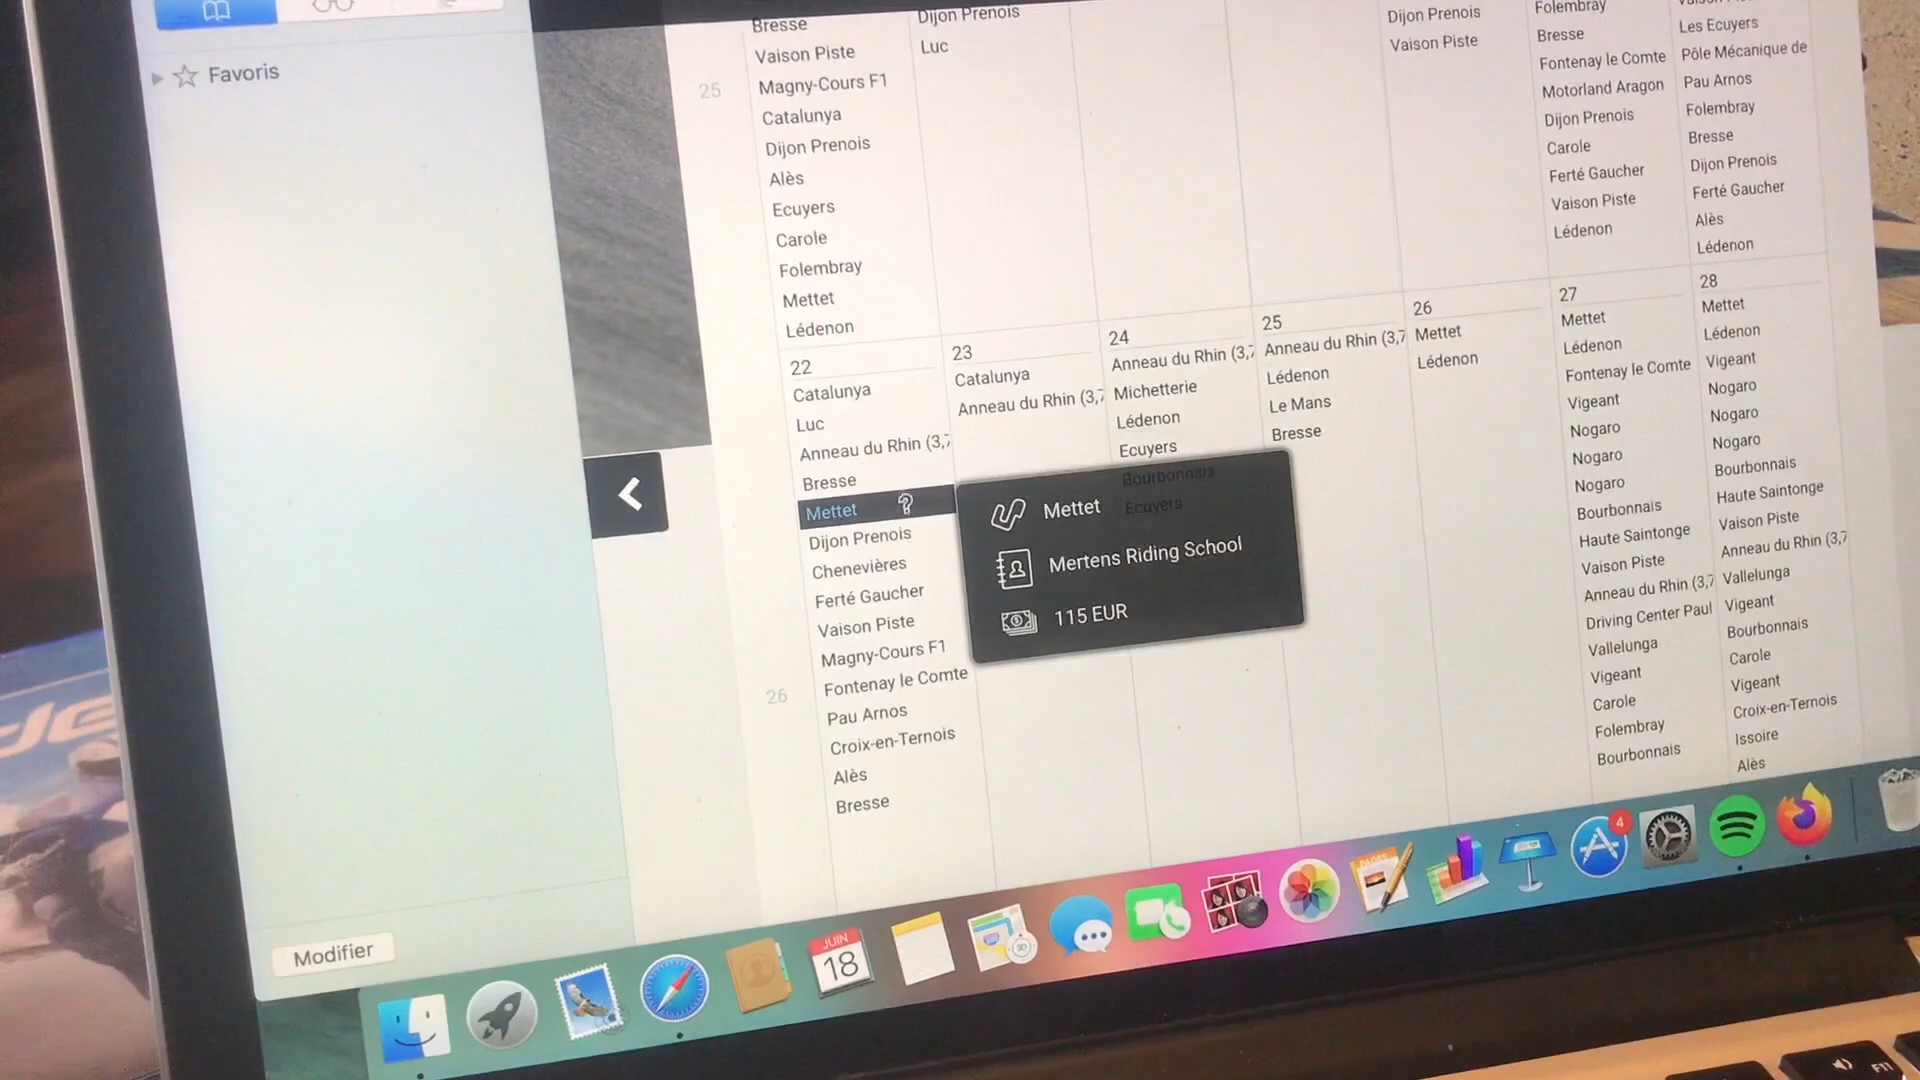 Favoris
25
Bresse
Vaison Piste
Magny-Cours F1
Catalunya
Dijon Prenois
Alès
Ecuyers
Carole
Folembray
Mettet
Lédenon
Dijon Prenois
Luc
Dijon Prenois
Vaison Piste
Folembray
Bresse
Fontenay le Comte
Motorland Aragon
Dijon Prenois
Carole
Ferté Gaucher
Vaison Piste
Lédenon
Les Ecuyers
Pôle Mécanique de
Pau Arnos
Folembray
Bresse
Dijon Prenois
Ferté Gaucher
Alès
Lédenon
26
22
Catalunya
Luc
Anneau du Rhin (3,7
Bresse
Mettet
Dijon Prenois
Chenevières
Ferté Gaucher
Vaison Piste
Magny-Cours F1
Fontenay le Comte
Pau Arnos
Croix-en-Ternois
Alès
Bresse
23
Catalunya
Anneau du Rhin (3,7
24
Anneau du Rhin (3,7
Michetterie
Lédenon
Ecuyers
Bourbonnais
Ecuyers
Mettet
Mertens Riding School
115 EUR
25
Anneau du Rhin (3,7
Lédenon
Le Mans
Bresse
26
Mettet
Lédenon
27
Mettet
Lédenon
Fontenay le Comte
Vigeant
Nogaro
Nogaro
Nogaro
Bourbonnais
Haute Saintonge
Vaison Piste
Anneau du Rhin (3,7
Driving Center Paul
Vallelunga
Vigeant
Carole
Folembray
Bourbonnais
28
Mettet
Lédenon
Vigeant
Nogaro
Nogaro
Nogaro
Bourbonnais
Haute Saintonge
Vaison Piste
Anneau du Rhin (3,7
Vallelunga
Vigeant
Bourbonnais
Carole
Vigeant
Croix-en-Ternois
Issoire
Alès
Modifier
JUIN
18
PAGES
4
F11